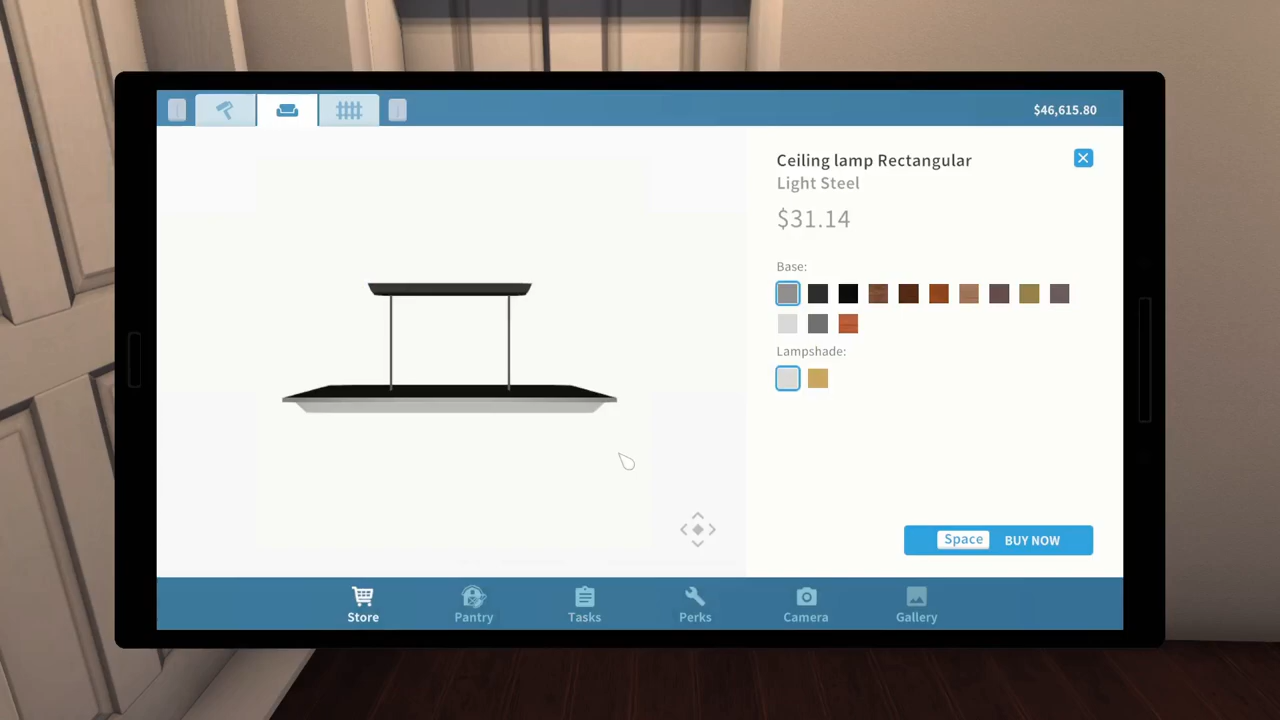 $46,615.80
Ceiling lamp Rectangular
Light Steel
$31.14
Base:
Lampshade:
Space BUY NOW
Store Pantry Tasks Perks Camera Gallery